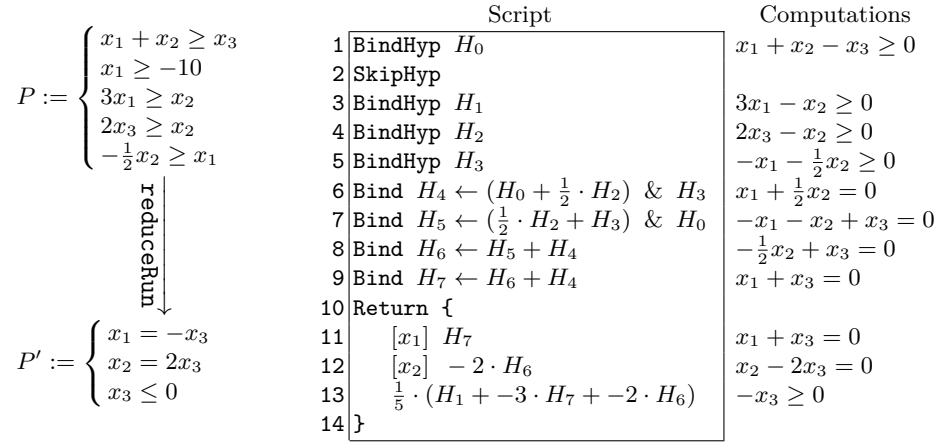 Script Computations
P := { x₁ + x₂ ≥ x₃
x₁ ≥ −10
3x₁ ≥ x₂
2x₃ ≥ x₂
−½x₂ ≥ x₁
reduceRun
P′ := { x₁ = −x₃
x₂ = 2x₃
x₃ ≤ 0
1 BindHyp H₀ x₁ + x₂ − x₃ ≥ 0
2 SkipHyp
3 BindHyp H₁ 3x₁ − x₂ ≥ 0
4 BindHyp H₂ 2x₃ − x₂ ≥ 0
5 BindHyp H₃ −x₁ − ½x₂ ≥ 0
6 Bind H₄ ← (H₀ + ½ · H₂) & H₃ x₁ + ½x₂ = 0
7 Bind H₅ ← (½ · H₂ + H₃) & H₀ −x₁ − x₂ + x₃ = 0
8 Bind H₆ ← H₅ + H₄ −½x₂ + x₃ = 0
9 Bind H₇ ← H₆ + H₄ x₁ + x₃ = 0
10 Return {
11 [x₁] H₇ x₁ + x₃ = 0
12 [x₂] − 2 · H₆ x₂ − 2x₃ = 0
13 ⅕ · (H₁ + −3 · H₇ + −2 · H₆) −x₃ ≥ 0
14 }